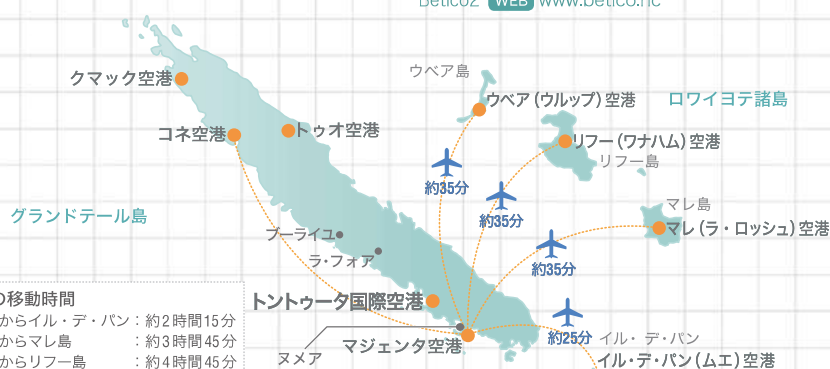 Betico2 WEB www.betico.nc
クマック空港
ウベア島
ウベア(ウルップ)空港
ロワイヨテ諸島
コネ空港
トゥオ空港
リフー(ワナハム)空港
リフー島
約35分
約35分
マレ島
マレ(ラ・ロッシュ)空港
グランドテール島
ブーライユ
ラ・フォア
約35分
の移動時間
トントゥータ国際空港
からイル・デ・パン:約2時間15分
からマレ島 :約3時間45分
からリフー島 :約4時間45分
ヌメア
マジェンタ空港
約25分
イル・デ・パン
イル・デ・パン(ムエ)空港